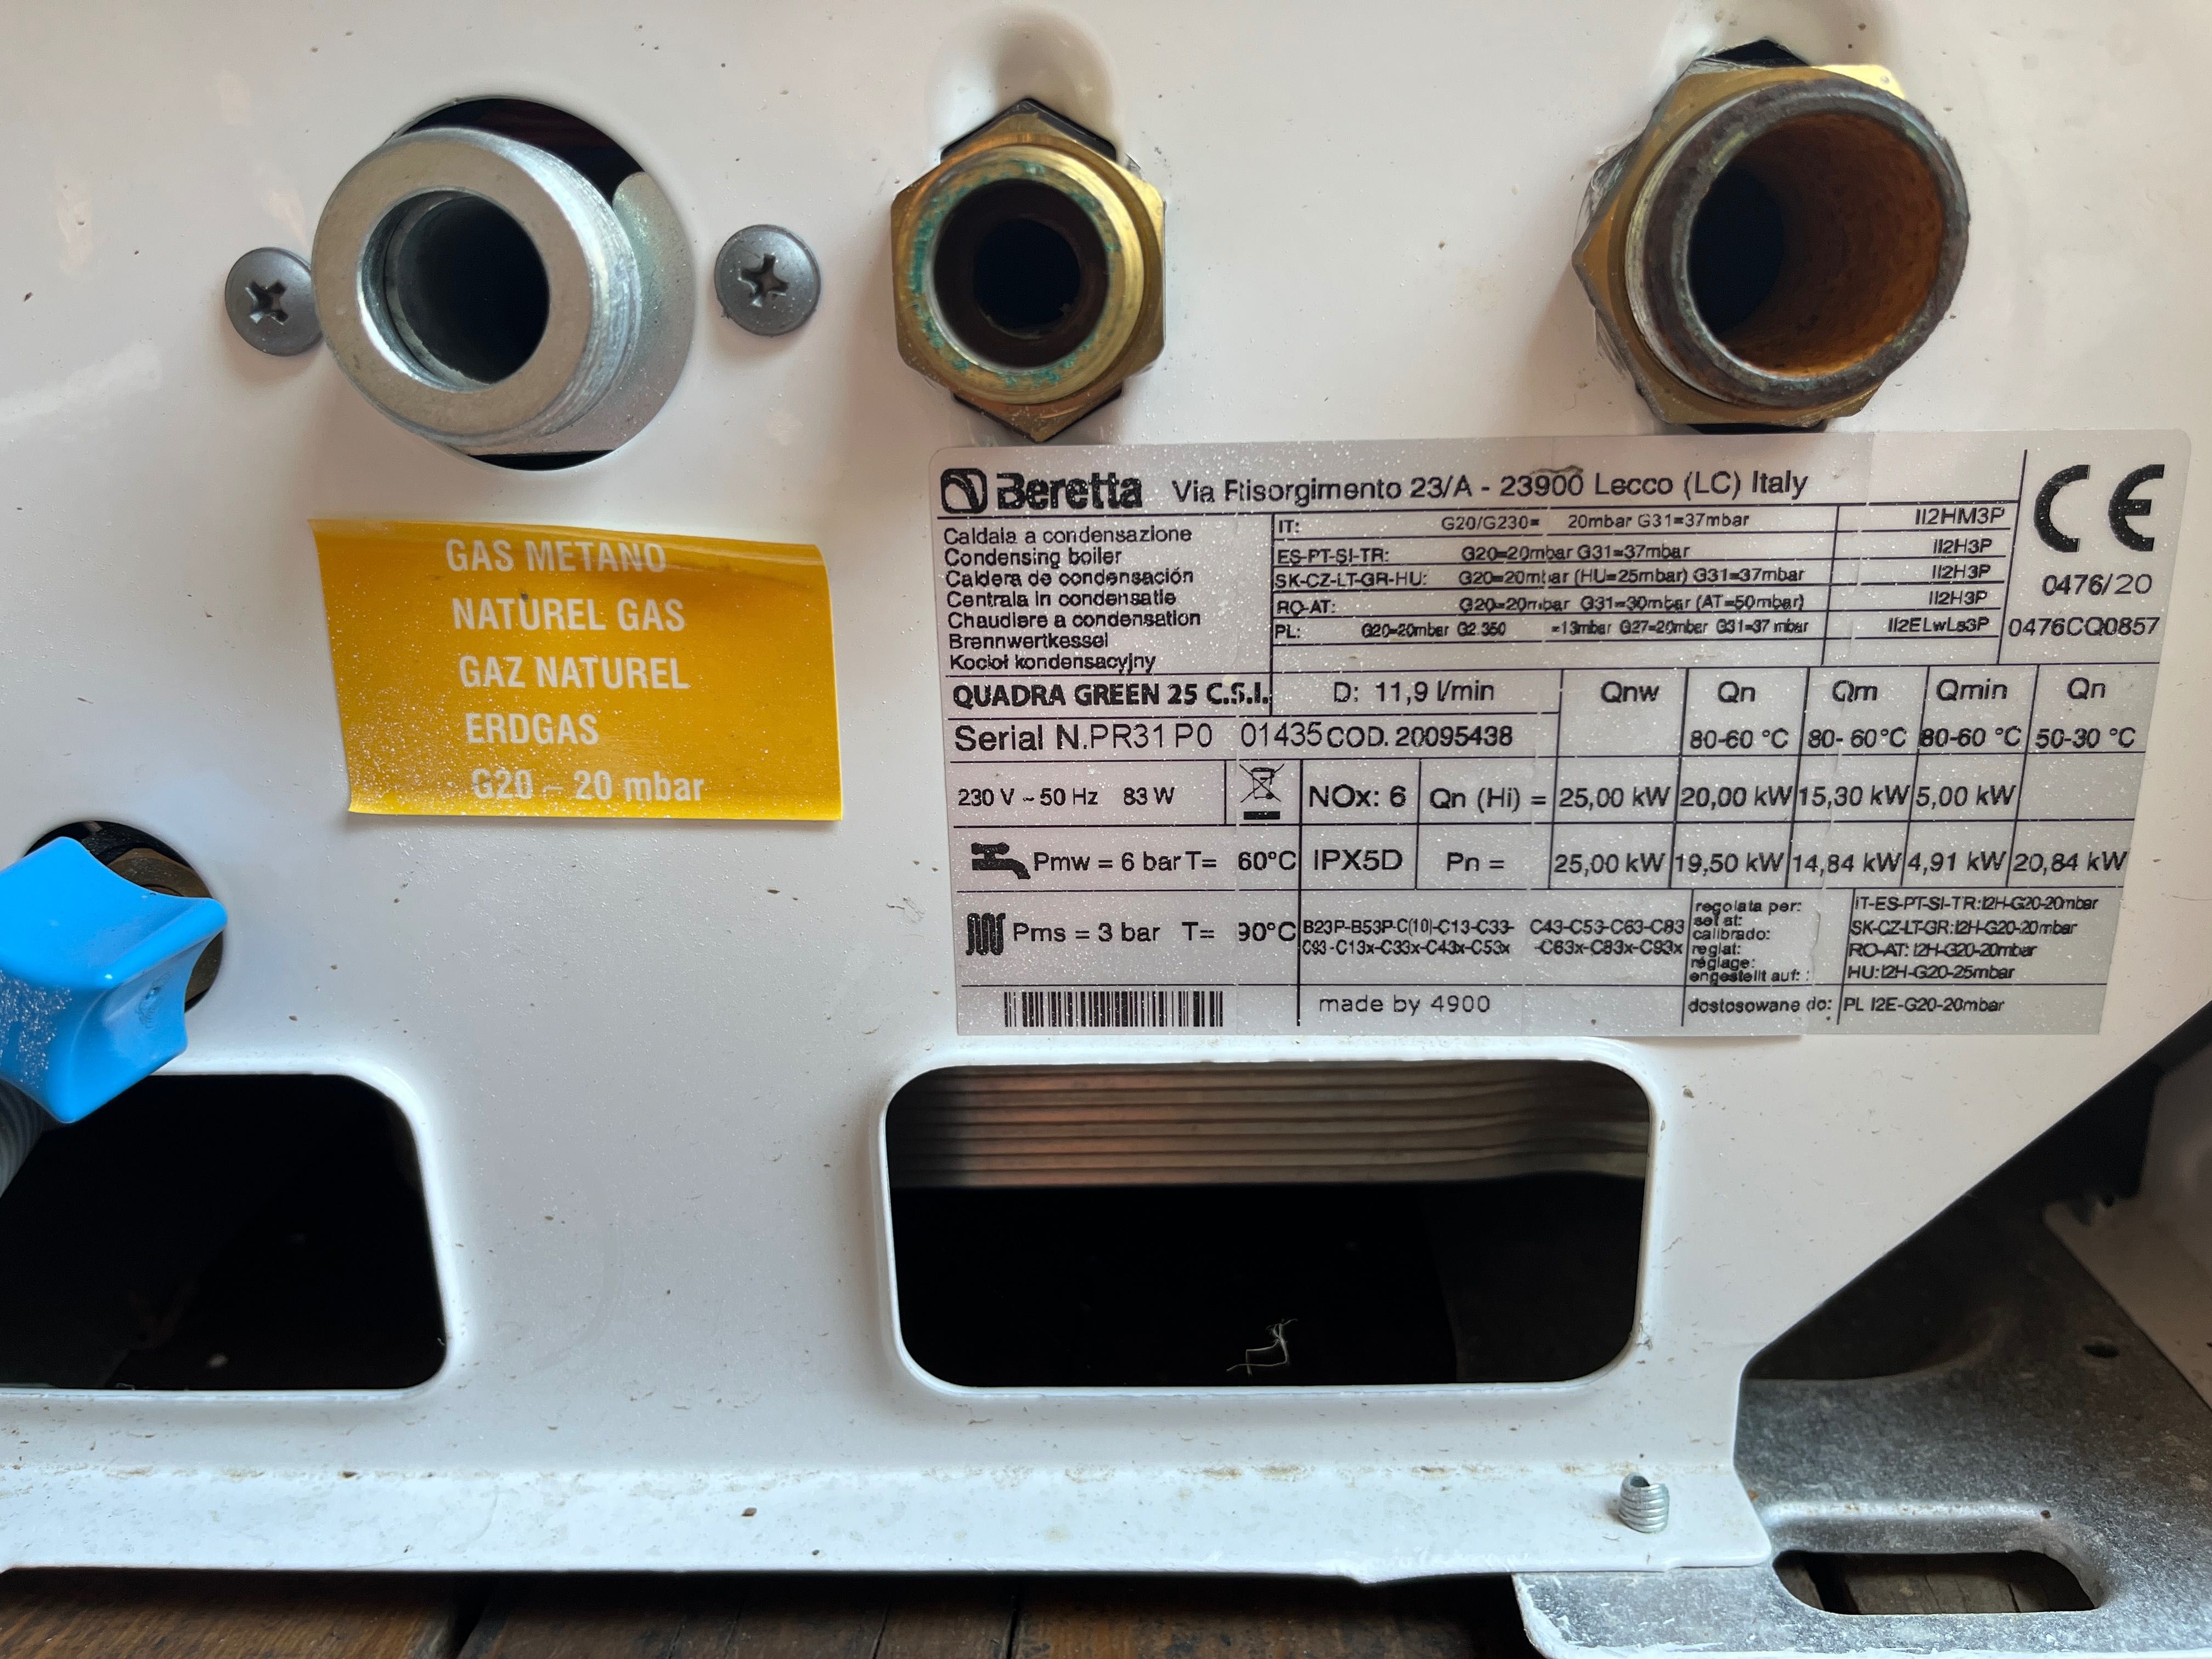 GAS METANO
NATUREL GAS
GAZ NATUREL
ERDGAS
G20 – 20 mbar
Beretta Via Risorgimento 23/A - 23900 Lecco (LC) Italy
CE
0476/20
0476CQ0857
Caldaia a condensazione
Condensing boiler
Caldera de condensación
Centrala in condensatie
Chaudiere a condensation
Brennwertkessel
Kocioł kondensacyjny
IT: G20/G230= 20mbar G31=37mbar II2HM3P
ES-PT-SI-TR: G20=20mbar G31=37mbar II2H3P
SK-CZ-LT-GR-HU: G20=20mbar (HU=25mbar) G31=37mbar II2H3P
RO-AT: G20=20mbar G31=30mbar (AT=50mbar) II2H3P
PL: G20=20mbar G2.350 =13mbar G27=20mbar G31=37 mbar II2ELwLs3P
QUADRA GREEN 25 C.S.I. D: 11,9 l/min Qnw Qn Qm Qmin Qn
Serial N.PR31 P0 01435 COD. 20095438 80-60 °C 80- 60°C 80-60 °C 50-30 °C
230 V ~ 50 Hz 83 W NOx: 6 Qn (Hi) = 25,00 kW 20,00 kW 15,30 kW 5,00 kW
Pmw = 6 bar T= 60°C IPX5D Pn = 25,00 kW 19,50 kW 14,84 kW 4,91 kW 20,84 kW
Pms = 3 bar T= 90°C
B23P-B53P-C(10)-C13-C33- C43-C53-C63-C83
C93-C13x-C33x-C43x-C53x -C63x-C83x-C93x
regolata per:
set at:
calibrado:
reglat:
réglage:
engestellt auf: :
IT-ES-PT-SI-TR:I2H-G20-20mbar
SK-CZ-LT-GR:I2H-G20-20mbar
RO-AT: I2H-G20-20mbar
HU:I2H-G20-25mbar
made by 4900
dostosowane do: PL I2E-G20-20mbar